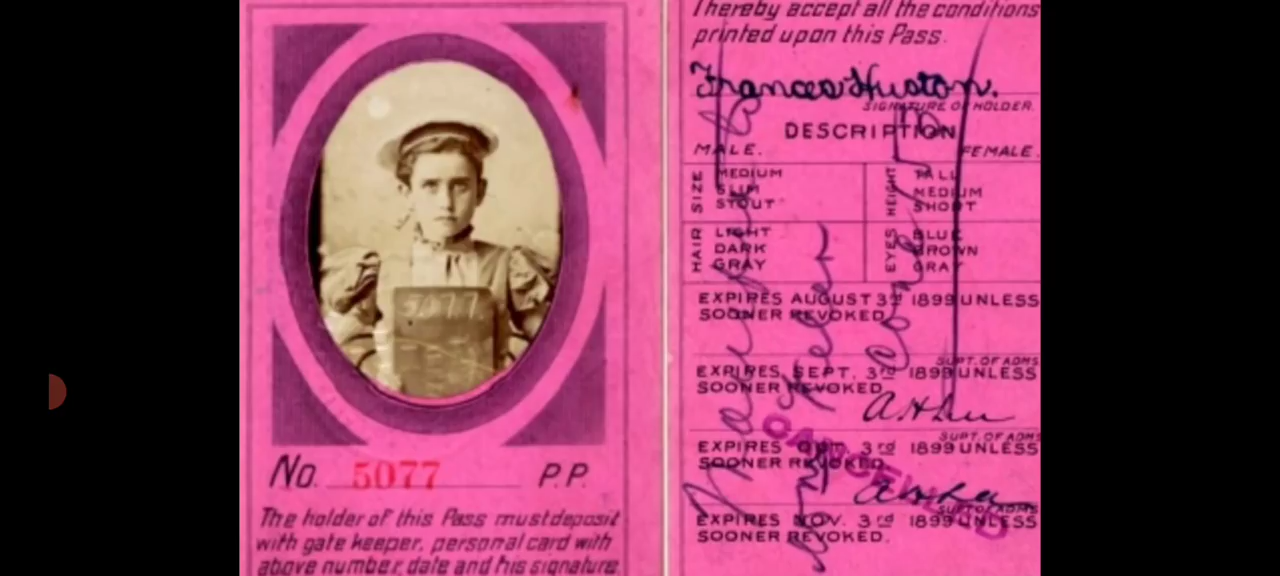 5077
No. 5077 P.P.
The holder of this Pass must deposit
with gate keeper, personal card with
above number, date and his signature.
I hereby accept all the conditions
printed upon this Pass.
Frances Huston.
SIGNATURE OF HOLDER.
DESCRIPTION
MALE. FEMALE.
SIZE
MEDIUM
SLIM
STOUT
HEIGHT
TALL
MEDIUM
SHORT
HAIR
LIGHT
DARK
GRAY
EYES
BLUE
BROWN
GRAY
EXPIRES AUGUST 3rd 1899 UNLESS
SOONER REVOKED.
SUPT. OF ADMS
EXPIRES SEPT. 3rd 1899 UNLESS
SOONER REVOKED.
SUPT. OF ADMS
EXPIRES OCT. 3rd 1899 UNLESS
SOONER REVOKED.
CANCELLED
SUPT. OF ADMS
EXPIRES NOV. 3rd 1899 UNLESS
SOONER REVOKED.